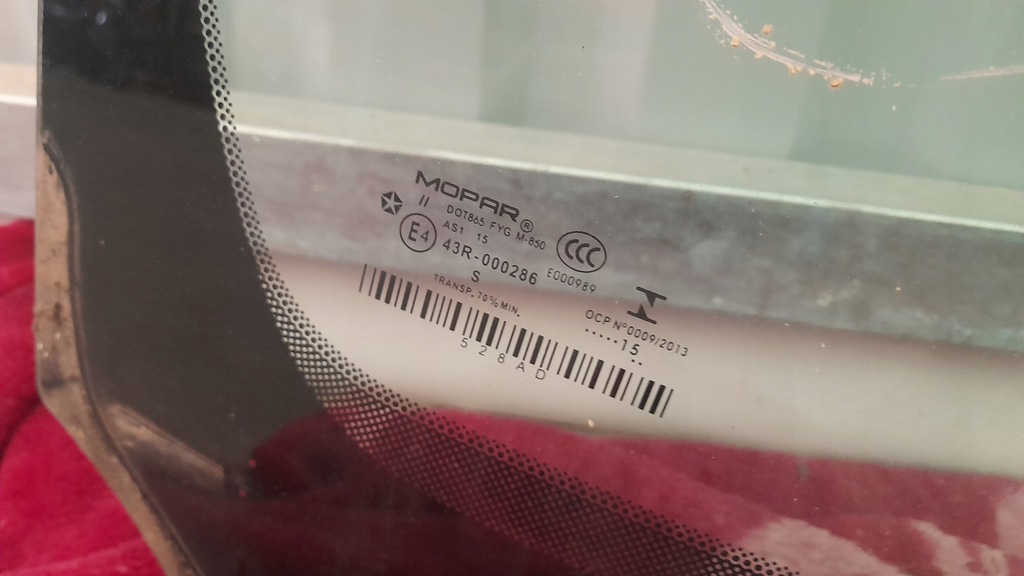 MOPAR®
II DOT865 FYG M-850
AS1 15
E4 43R-000286 E000989
CCC
S
TRANSP. 70% MIN.
OCP N°0009/2013
....15..
528AD